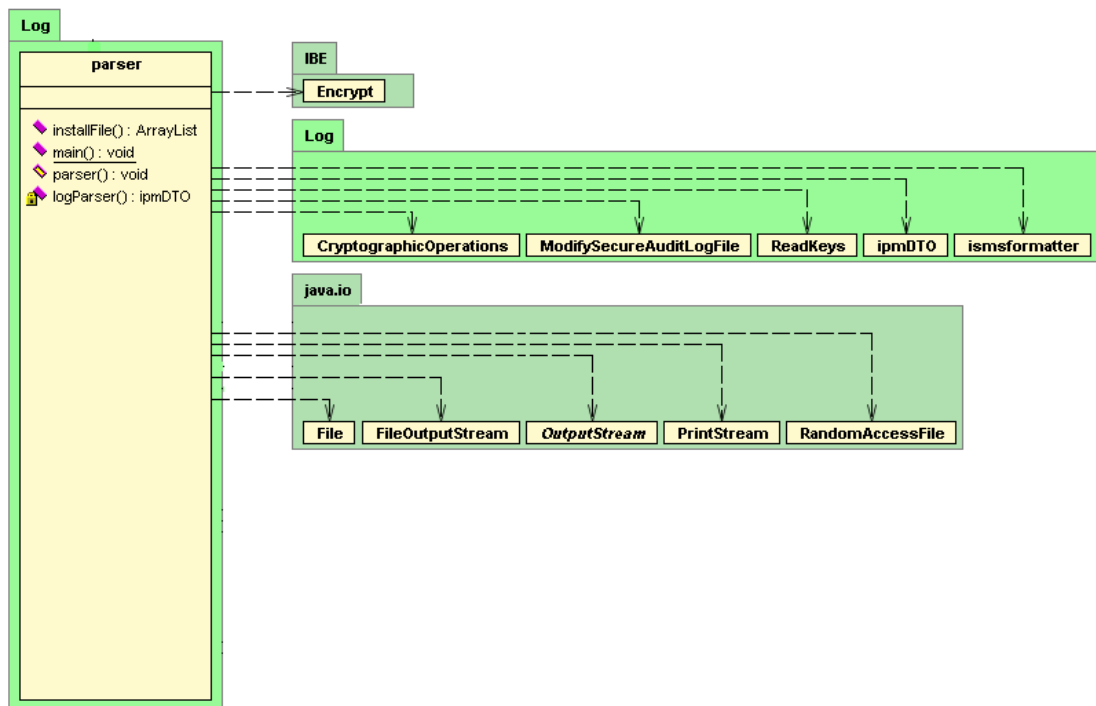 Log
parser
installFile() : ArrayList
main() : void
parser() : void
logParser() : ipmDTO
IBE
Encrypt
Log
CryptographicOperations
ModifySecureAuditLogFile
ReadKeys
ipmDTO
ismsformatter
java.io
File
FileOutputStream
OutputStream
PrintStream
RandomAccessFile